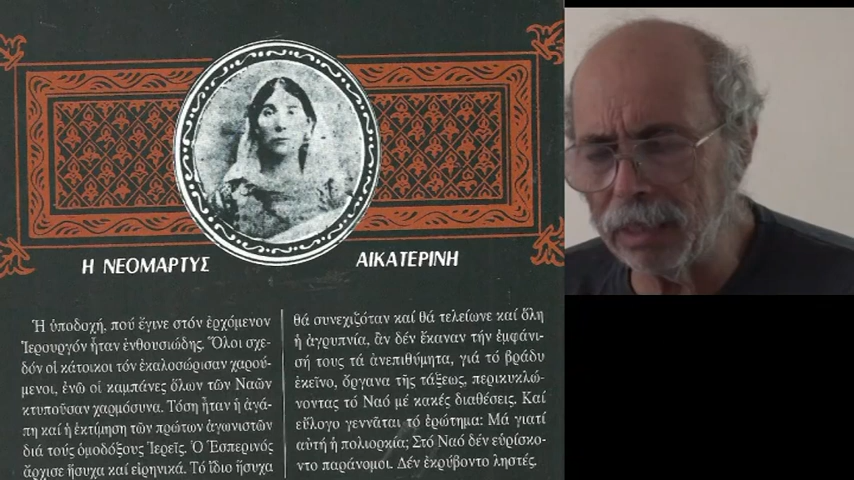 Η ΝΕΟΜΑΡΤΥΣ ΑΙΚΑΤΕΡΙΝΗ
Ἡ ὑποδοχή, πού ἔγινε στόν ἐρχόμενον
Ἱερουργόν ἦταν ἐνθουσιώδης. Ὅλοι σχε-
δόν οἱ κάτοικοι τόν ἐκαλοσώρισαν χαρού-
μενοι, ἐνῶ οἱ καμπάνες ὅλων τῶν Ναῶν
κτυποῦσαν χαρμόσυνα. Τόση ἦταν ἡ ἀγά-
πη καί ἡ ἐκτίμηση τῶν πρώτων ἀγωνιστῶν
διά τούς ὁμοδόξους Ἱερεῖς. Ὁ Ἑσπερινός
ἄρχισε ἥσυχα καί εἰρηνικά. Τό ἴδιο ἥσυχα
θά συνεχιζόταν καί θά τελείωνε καί ὅλη
ἡ ἀγρυπνία, ἄν δέν ἔκαναν τήν ἐμφάνι-
σή τους τά ἀνεπιθύμητα, γιά τό βράδυ
ἐκεῖνο, ὄργανα τῆς τάξεως, περικυκλώ-
νοντας τό Ναό μέ κακές διαθέσεις. Καί
εὔλογο γεννᾶται τό ἐρώτημα: Μά γιατί
αὐτή ἡ πολιορκία; Στό Ναό δέν εὑρίσκο-
ντο παράνομοι. Δέν ἐκρύβοντο ληστές.